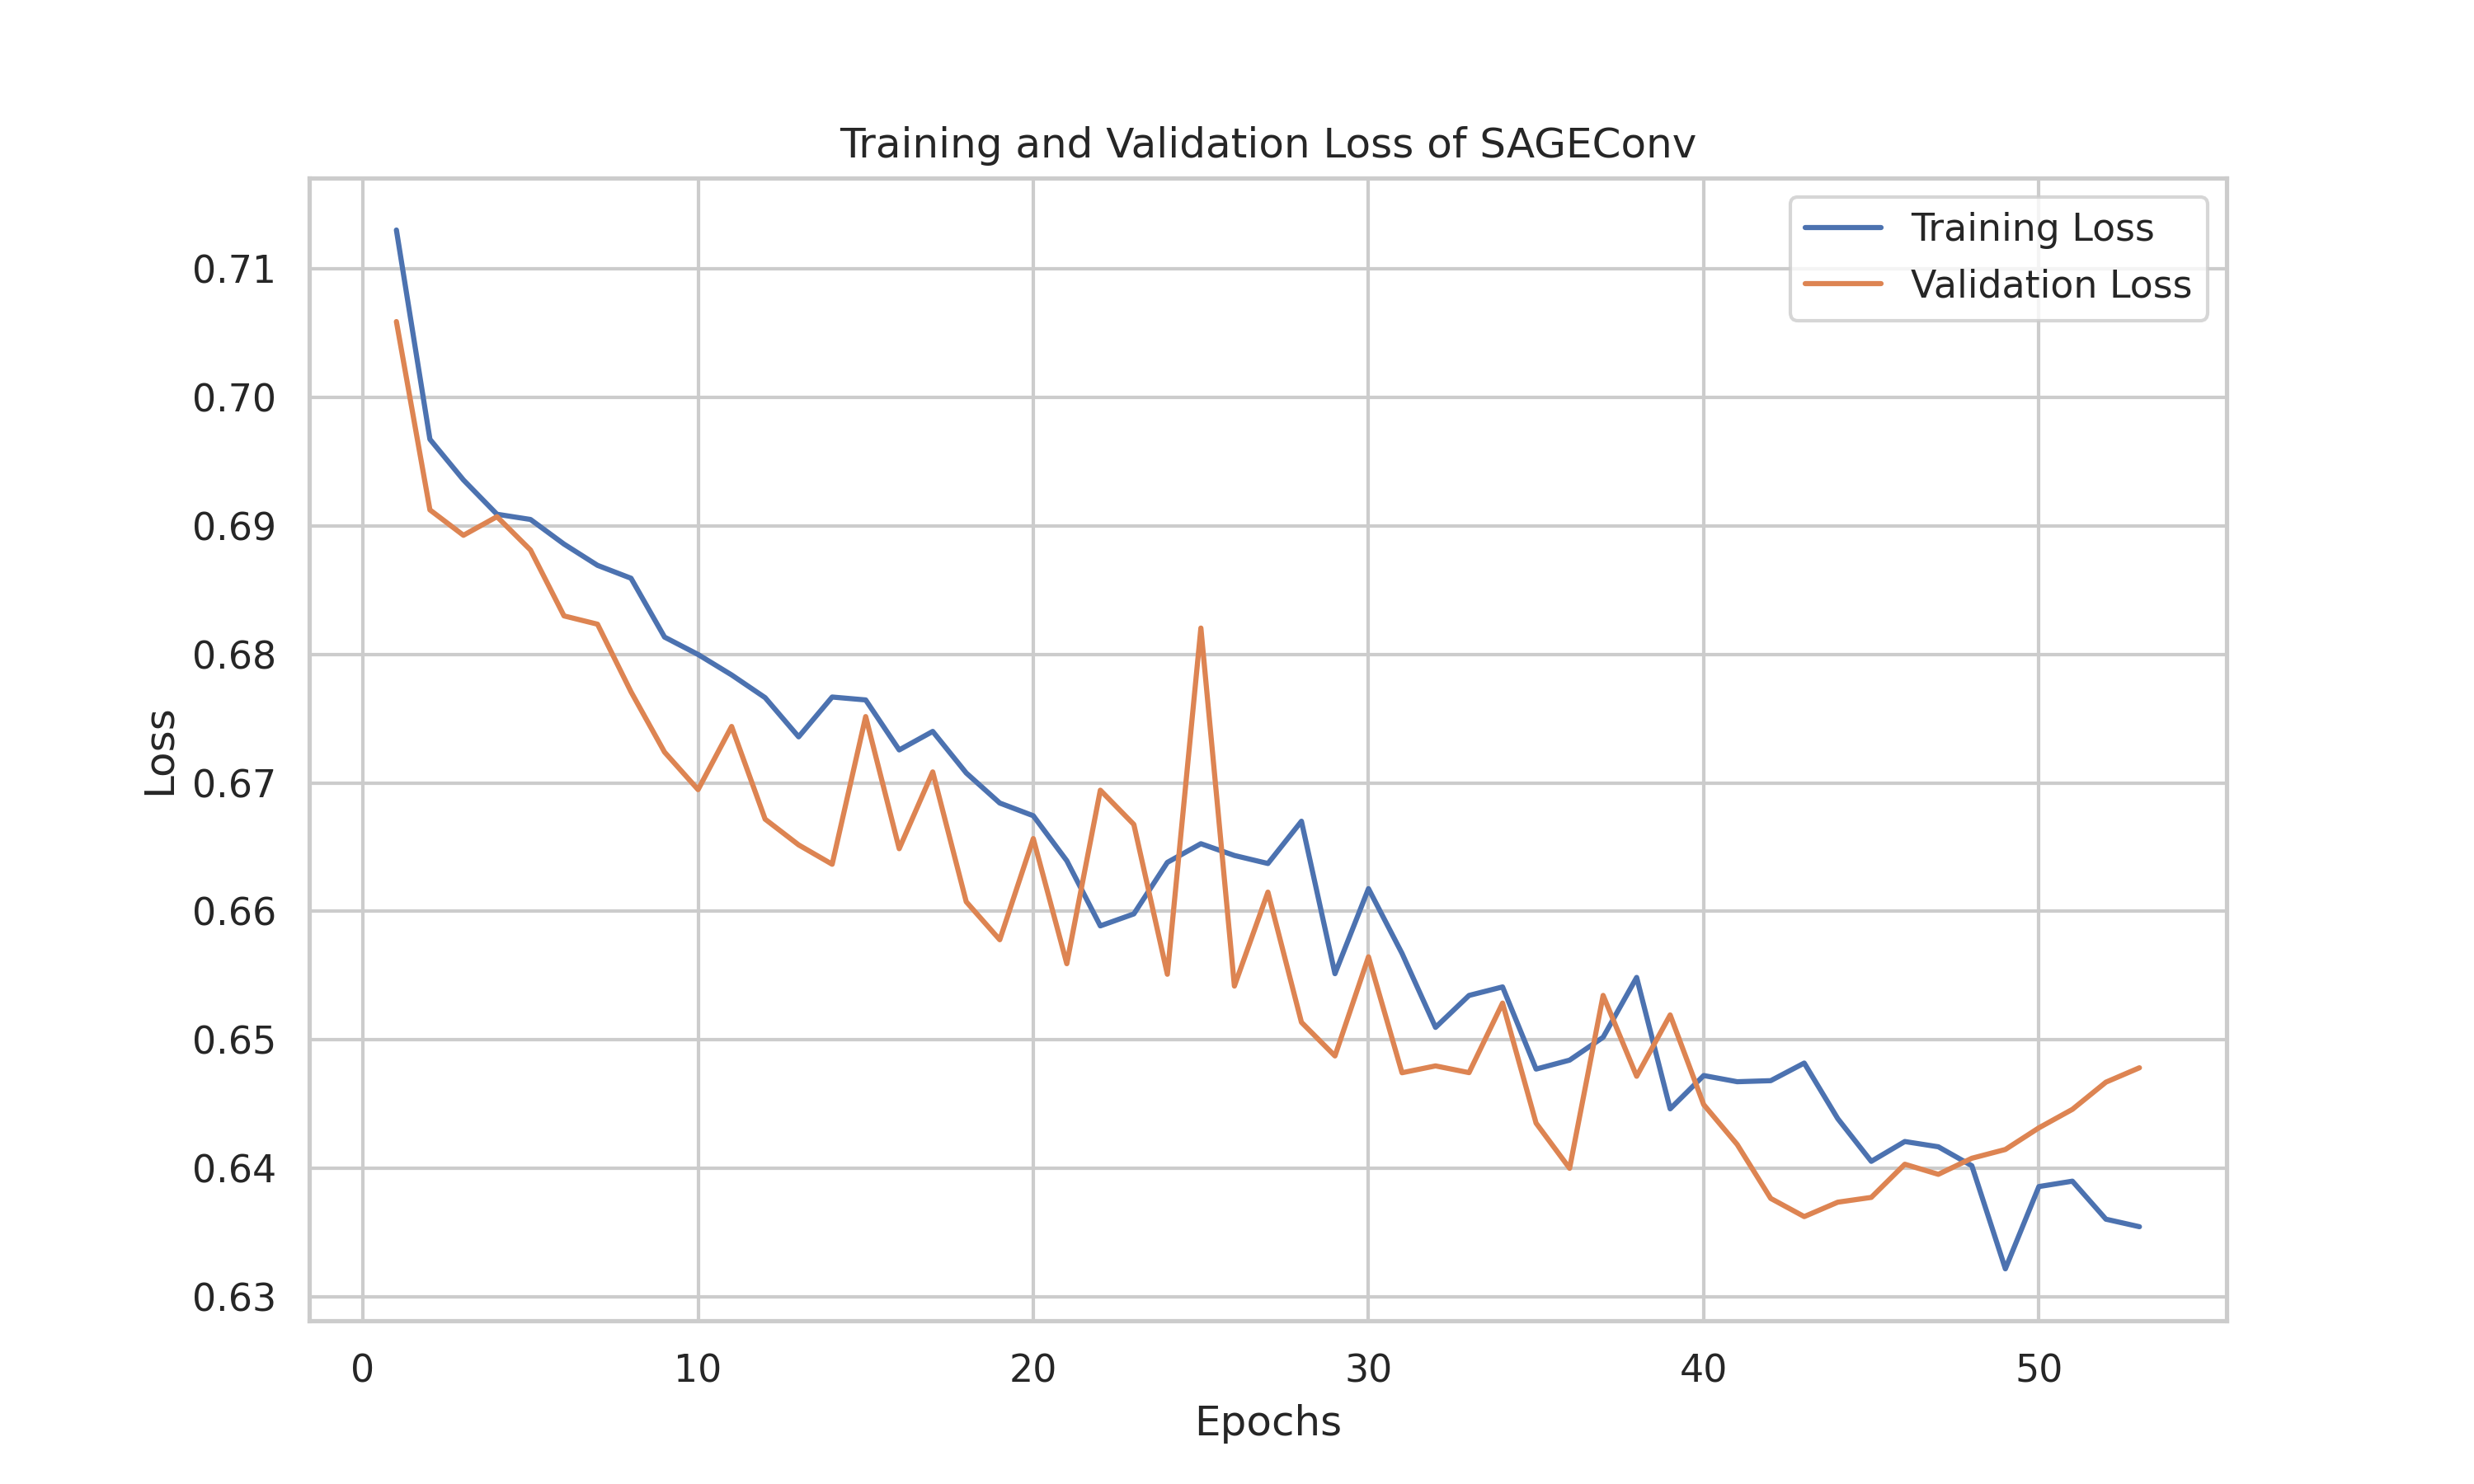 Training and Validation Loss of SAGEConv
Training Loss
Validation Loss
0.71
0.70
0.69
0.68
0.67
0.66
0.65
0.64
0.63
Loss
0 10 20 30 40 50
Epochs